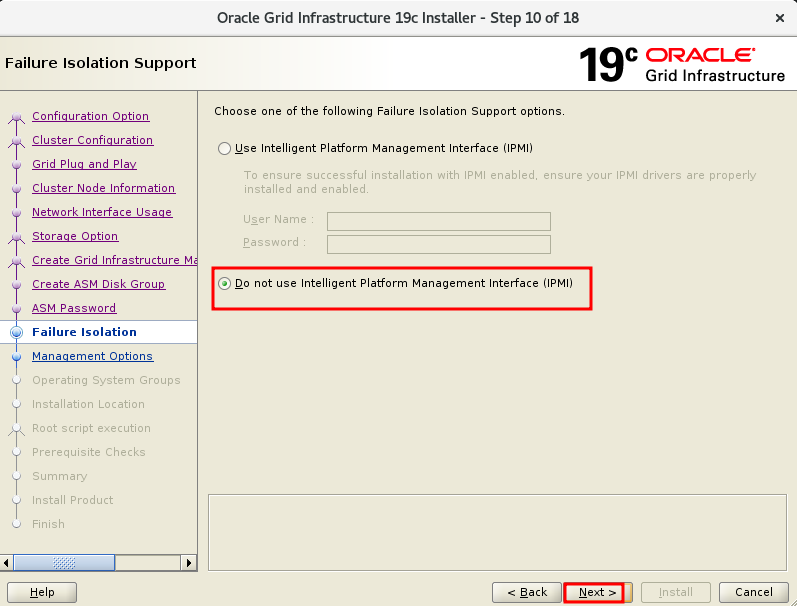 Oracle Grid Infrastructure 19c Installer - Step 10 of 18
Failure Isolation Support
19c ORACLE
Grid Infrastructure
Configuration Option
Cluster Configuration
Grid Plug and Play
Cluster Node Information
Network Interface Usage
Storage Option
Create Grid Infrastructure Ma
Create ASM Disk Group
ASM Password
Failure Isolation
Management Options
Operating System Groups
Installation Location
Root script execution
Prerequisite Checks
Summary
Install Product
Finish
Choose one of the following Failure Isolation Support options.
Use Intelligent Platform Management Interface (IPMI)
To ensure successful installation with IPMI enabled, ensure your IPMI drivers are properly
installed and enabled.
User Name :
Password :
Do not use Intelligent Platform Management Interface (IPMI)
Help
< Back
Next >
Install
Cancel